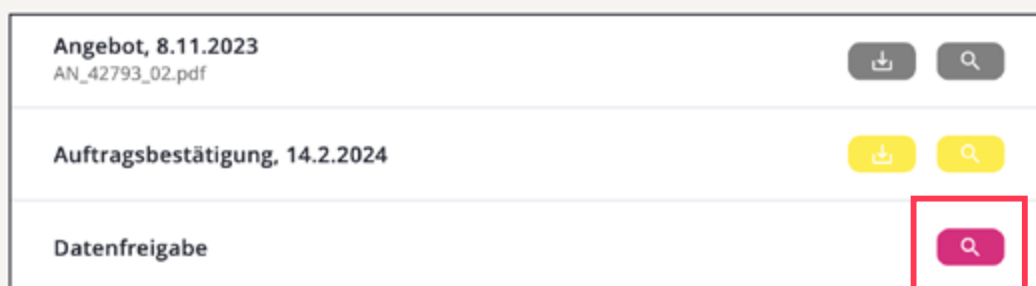 Angebot, 8.11.2023
AN_42793_02.pdf
Auftragsbestätigung, 14.2.2024
Datenfreigabe